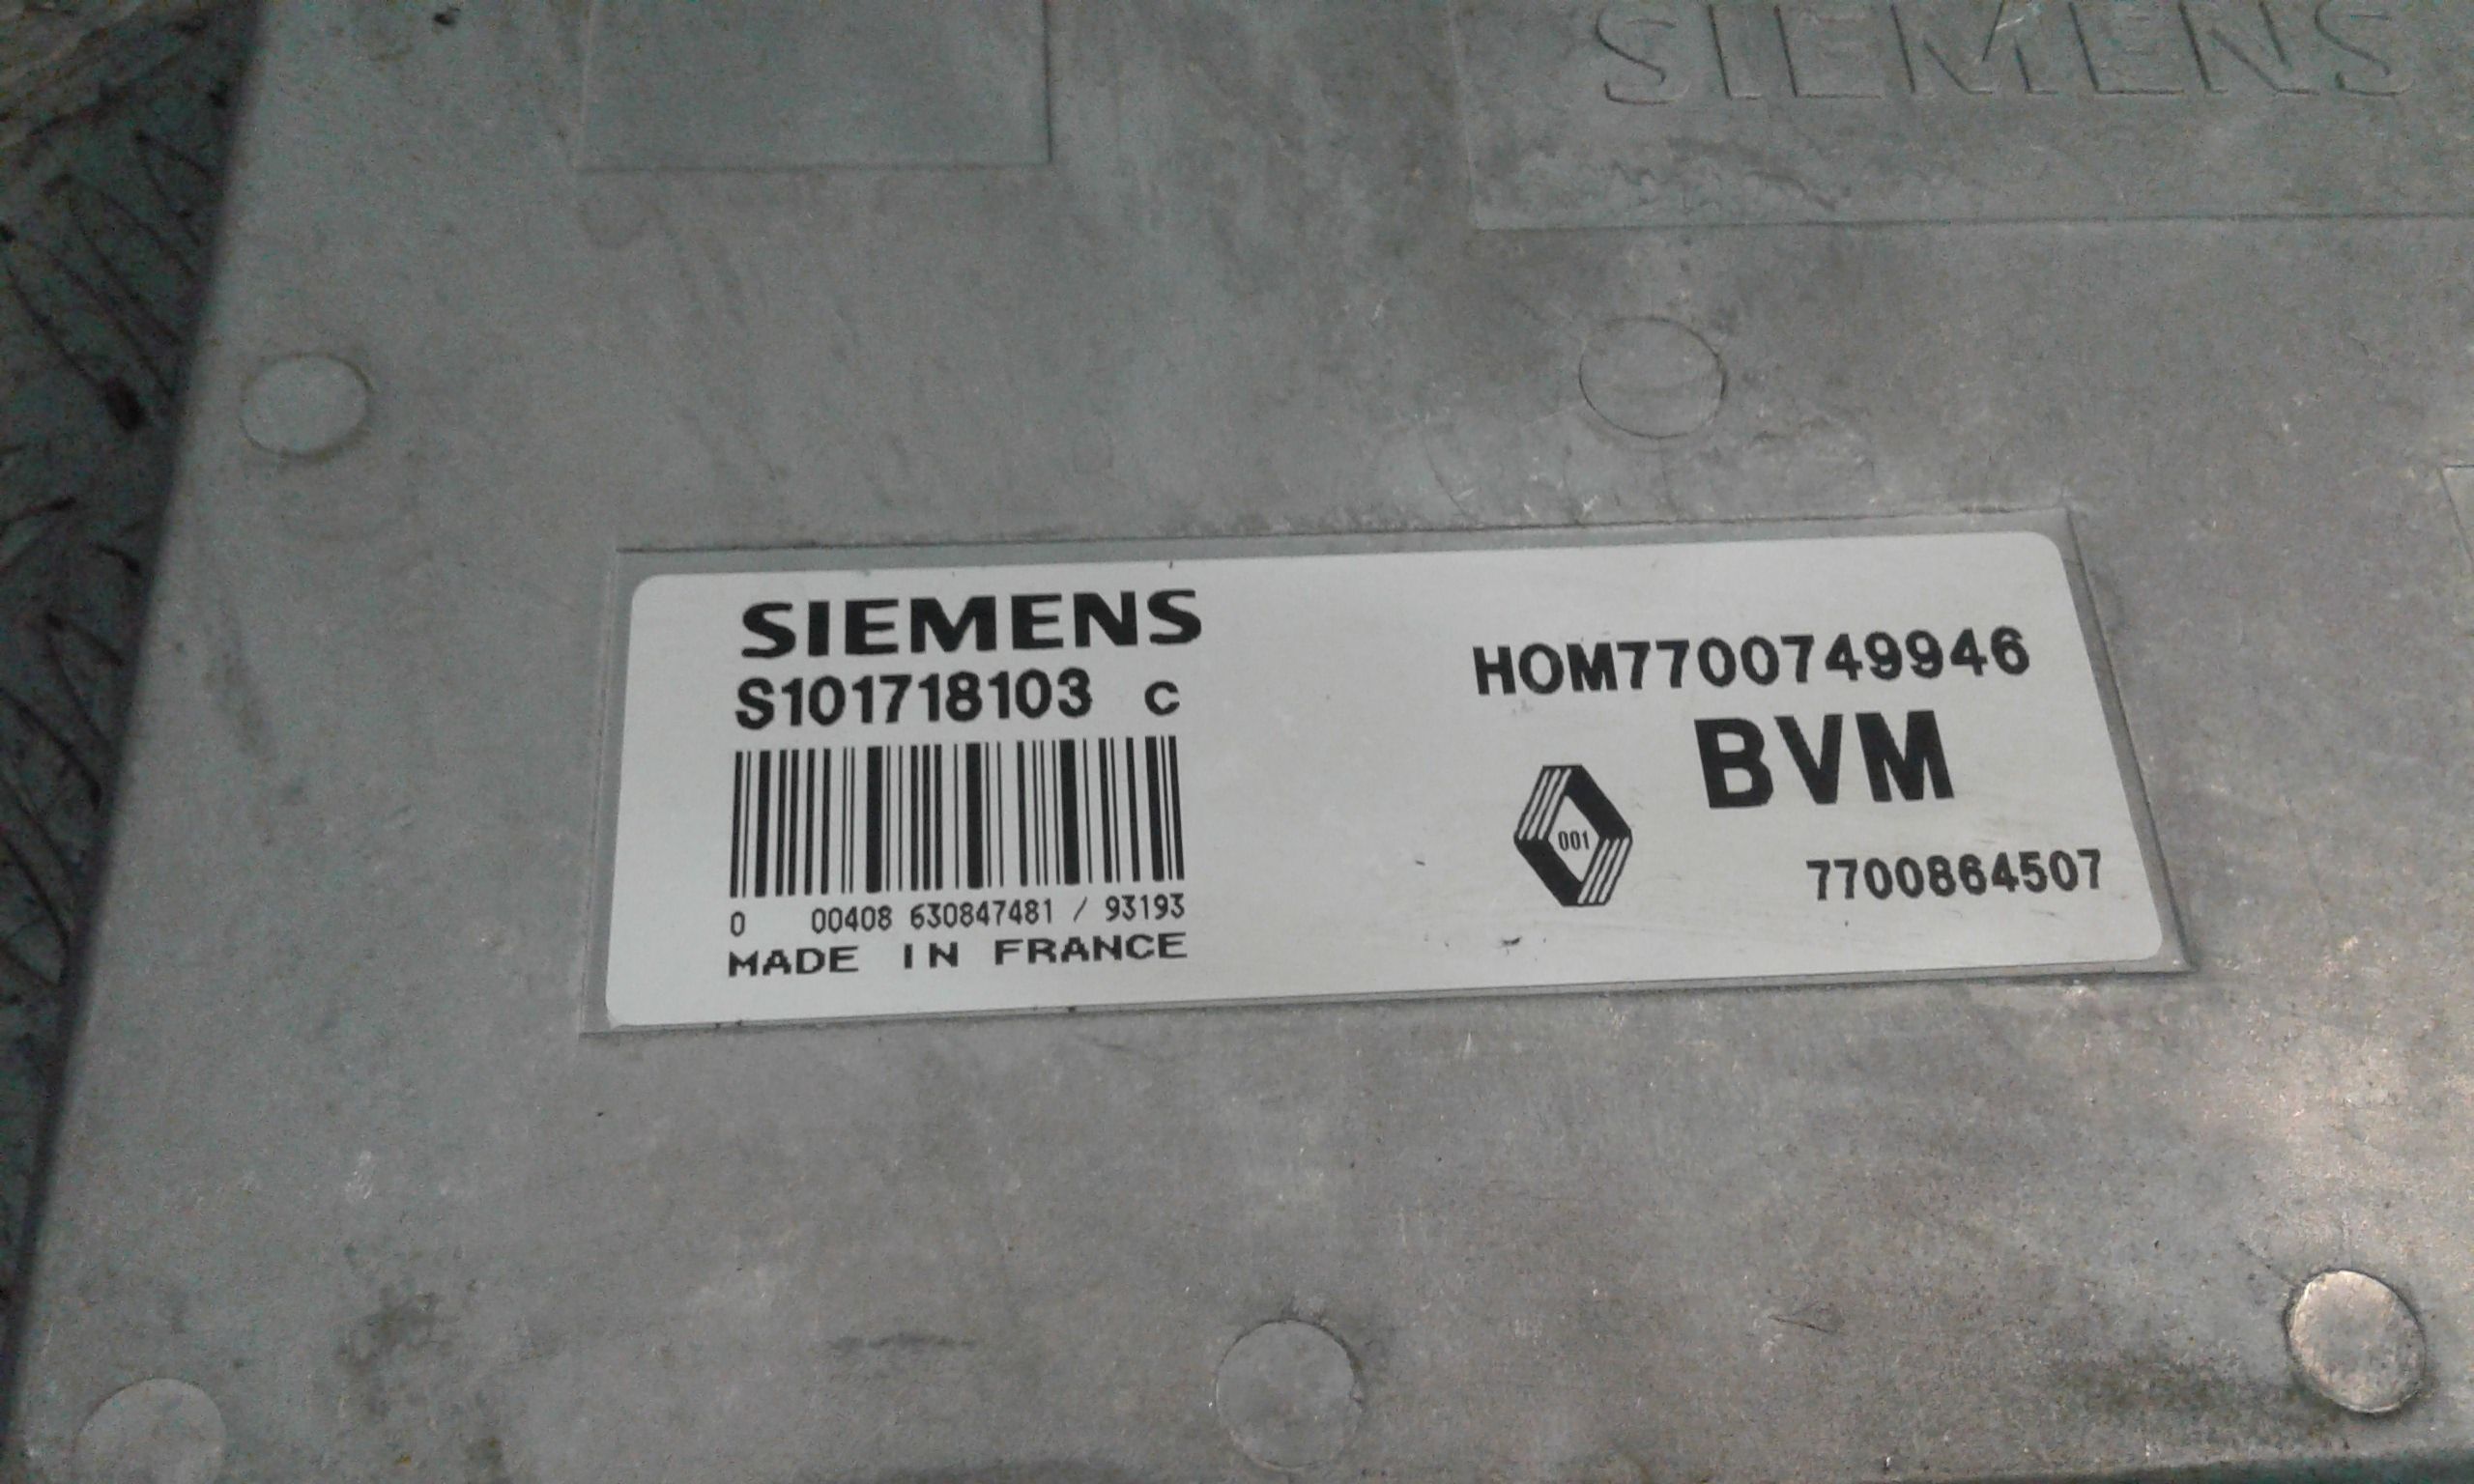 SIEMENS
SIEMENS
S101718103 C
0 00408 630847481 / 93193
MADE IN FRANCE
HOM7700749946
BVM
001
7700864507